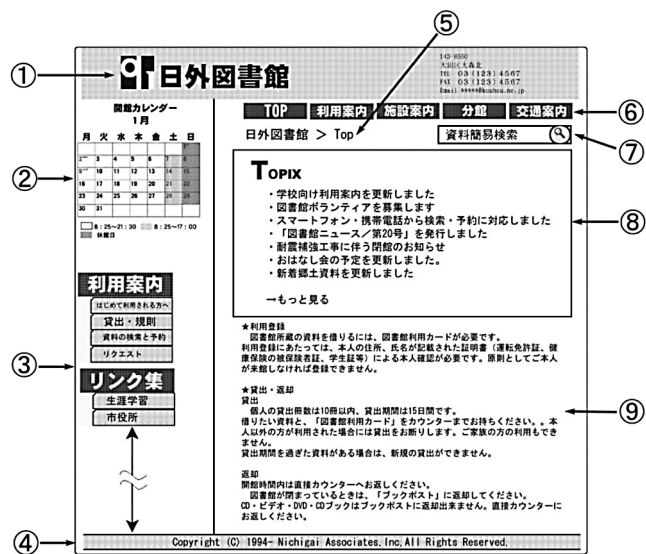 ⑤
①
日外図書館
143-8550
大田区大森北
TEL 03(123)4567
FAX 03(123)4567
Email *****@kouhou.ne.jp
開館カレンダー
1月
月 火 水 木 金 土 日
3 4 5 6 7 8
10 11 12 13 14 15
16 17 18 19 20 21 22
23 24 25 26 27 28 29
30 31
8:25~21:30 8:25~17:00
休館日
②
TOP 利用案内 施設案内 分館 交通案内
⑥
日外図書館 > Top
資料簡易検索
⑦
TOPIX
・学校向け利用案内を更新しました
・図書館ボランティアを募集します
・スマートフォン・携帯電話から検索・予約に対応しました
・「図書館ニュース/第20号」を発行しました
・耐震補強工事に伴う閉館のお知らせ
・おはなし会の予定を更新しました。
・新着郷土資料を更新しました
→もっと見る
⑧
利用案内
はじめて利用される方へ
貸出・規則
資料の検索と予約
リクエスト
③
リンク集
生涯学習
市役所
★利用登録
図書館所蔵の資料を借りるには、図書館利用カードが必要です。
利用登録にあたっては、本人の住所、氏名が記載された証明書(運転免許証、健
康保険の被保険者証、学生証等)による本人確認が必要です。原則としてご本人
が来館しなければ登録できません。
★貸出・返却
貸出
個人の貸出冊数は10冊以内、貸出期間は15日間です。
借りたい資料と、「図書館利用カード」をカウンターまでお持ちください。。本
人以外の方が利用された場合には貸出をお断りします。ご家族の方の利用もでき
ません。
貸出期間を過ぎた資料がある場合は、新規の貸出ができません。
⑨
返却
開館時間内は直接カウンターへお返しください。
図書館が閉まっているときは、「ブックポスト」に返却してください。
CD・ビデオ・DVD・CDブックはブックポストに返却出来ません。直接カウンターに
お返しください。
④
Copyright (C) 1994- Nichigai Associates,Inc.All Rights Reserved.